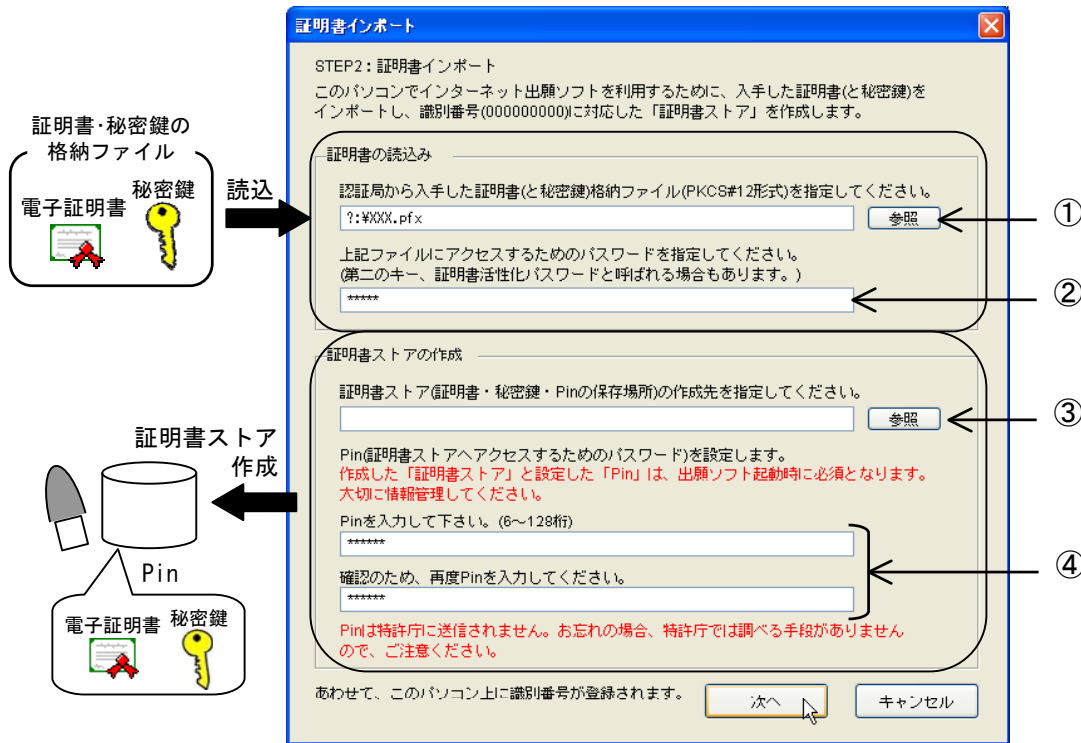 証明書インポート
STEP2：証明書インポート
このパソコンでインターネット出願ソフトを利用するために、入手した証明書(と秘密鍵)を
インポートし、識別番号(000000000)に対応した「証明書ストア」を作成します。
証明書・秘密鍵の
格納ファイル
電子証明書
秘密鍵
読込
証明書の読込み
認証局から入手した証明書(と秘密鍵)格納ファイル(PKCS#12形式)を指定してください。
?:¥XXX.pfx
参照
①
上記ファイルにアクセスするためのパスワードを指定してください。
(第二のキー、証明書活性化パスワードと呼ばれる場合もあります。)
*****
②
証明書ストアの作成
証明書ストア(証明書・秘密鍵・Pinの保存場所)の作成先を指定してください。
参照
③
証明書ストア
作成
Pin(証明書ストアへアクセスするためのパスワード)を設定します。
作成した「証明書ストア」と設定した「Pin」は、出願ソフト起動時に必須となります。
大切に情報管理してください。
Pinを入力して下さい。(6～128桁)
******
④
確認のため、再度Pinを入力してください。
******
Pin
電子証明書
秘密鍵
Pinは特許庁に送信されません。お忘れの場合、特許庁では調べる手段がありません
ので、ご注意ください。
あわせて、このパソコン上に識別番号が登録されます。
次へ
キャンセル